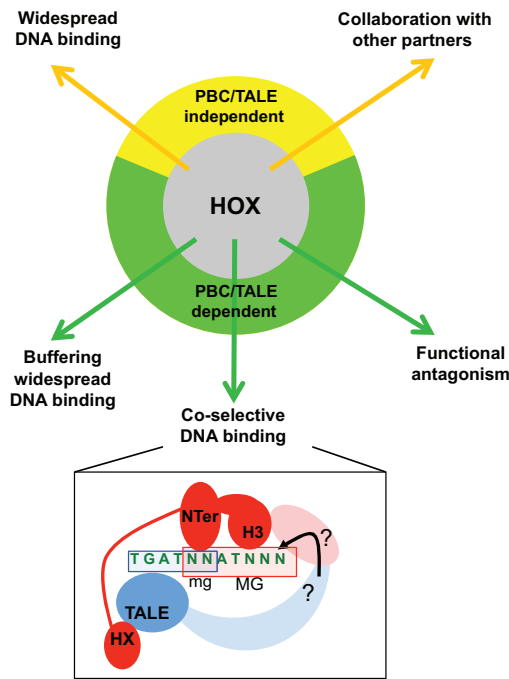 Widespread
DNA binding
Collaboration with
other partners
PBC/TALE
independent
HOX
PBC/TALE
dependent
Buffering
widespread
DNA binding
Functional
antagonism
Co-selective
DNA binding
NTer
H3
?
TGATNNATNNN
mg
MG
?
TALE
HX